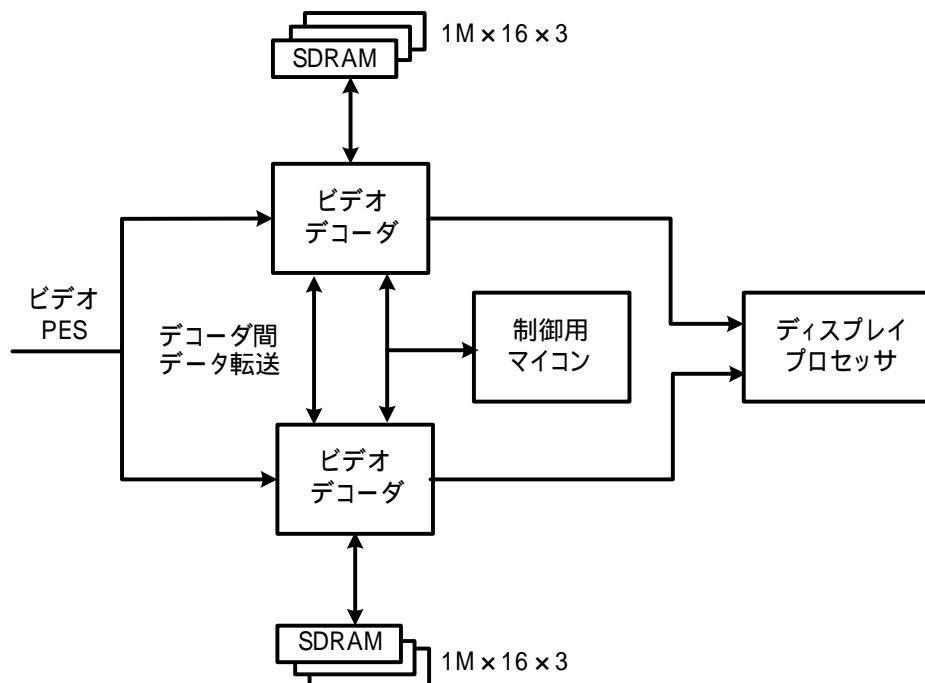 1M × 16 × 3
SDRAM
ビデオ
デコーダ
ビデオ
PES
デコーダ間
データ転送
制御用
マイコン
ディスプレイ
プロセッサ
ビデオ
デコーダ
SDRAM
1M × 16 × 3